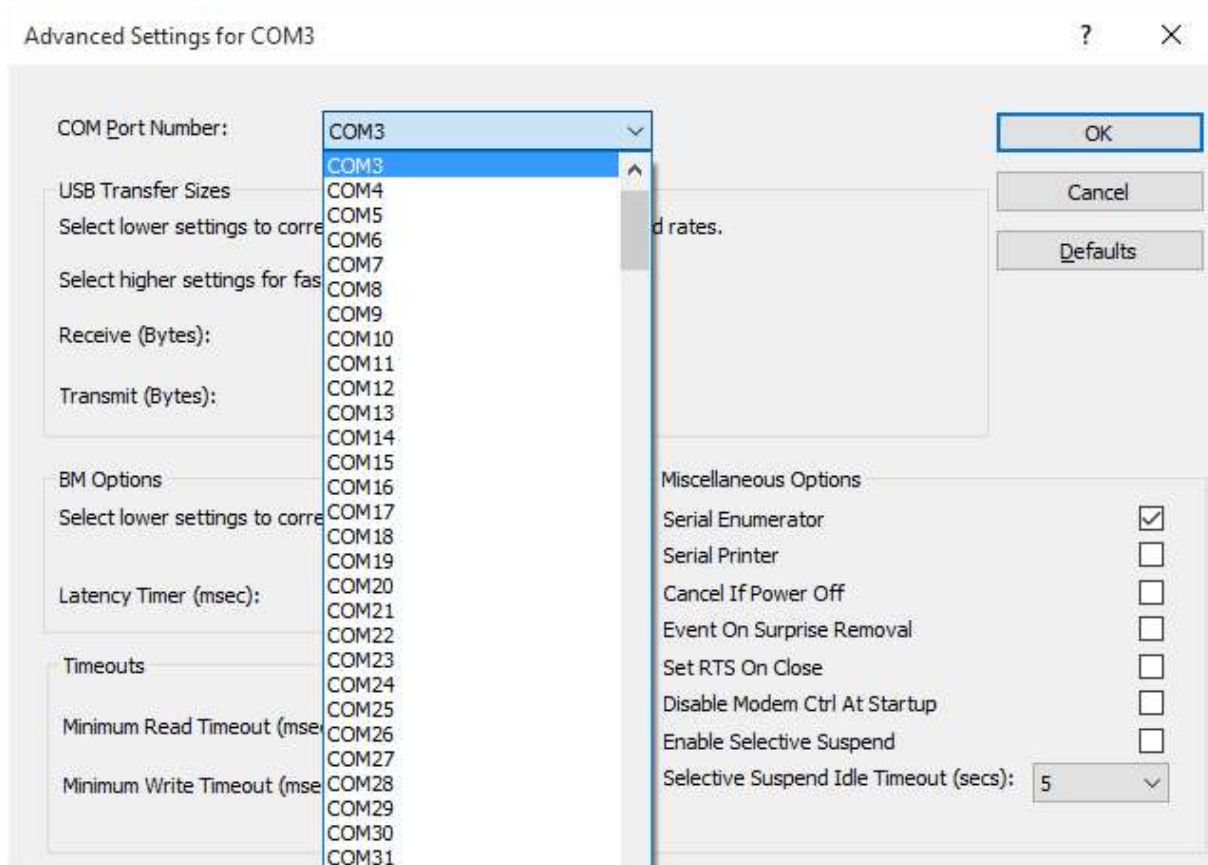 Advanced Settings for COM3
COM Port Number:
COM3
OK
Cancel
Defaults
COM3
COM4
COM5
COM6
COM7
COM8
COM9
COM10
COM11
COM12
COM13
COM14
COM15
COM16
COM17
COM18
COM19
COM20
COM21
COM22
COM23
COM24
COM25
COM26
COM27
COM28
COM29
COM30
COM31
USB Transfer Sizes
Select lower settings to corre
d rates.
Select higher settings for fas
Receive (Bytes):
Transmit (Bytes):
BM Options
Select lower settings to corre
Latency Timer (msec):
Timeouts
Minimum Read Timeout (mse
Minimum Write Timeout (mse
Miscellaneous Options
Serial Enumerator
Serial Printer
Cancel If Power Off
Event On Surprise Removal
Set RTS On Close
Disable Modem Ctrl At Startup
Enable Selective Suspend
Selective Suspend Idle Timeout (secs):
5